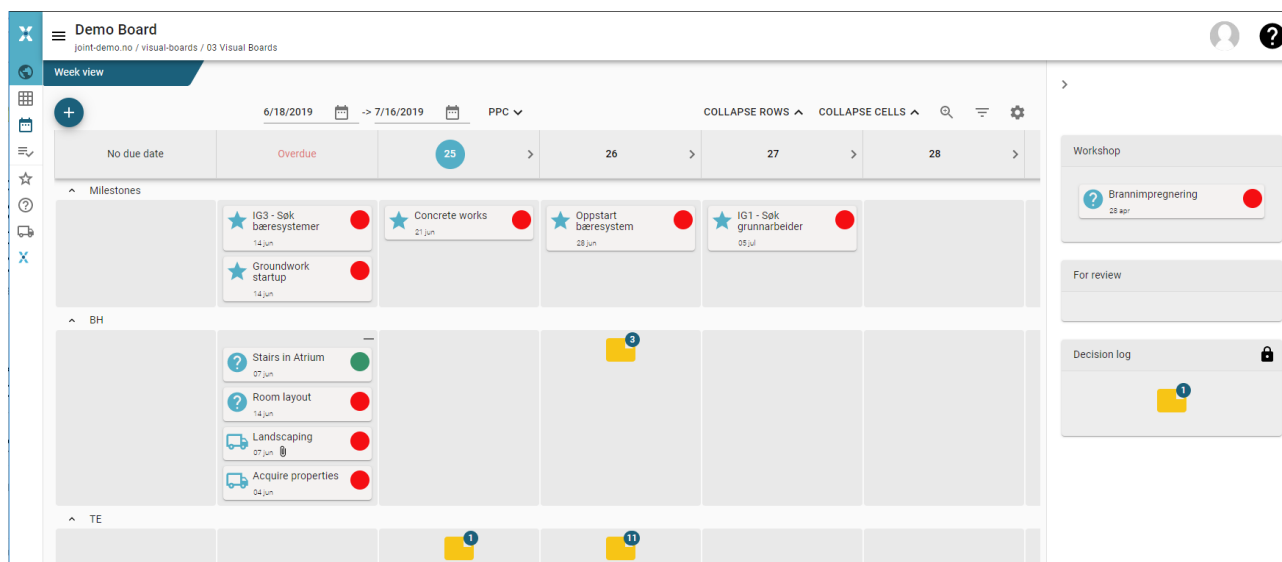 Demo Board
joint-demo.no / visual-boards / 03 Visual Boards
Week view
6/18/2019 -> 7/16/2019 PPC
COLLAPSE ROWS COLLAPSE CELLS
No due date Overdue 25 26 27 28
Milestones
IG3 - Søk
bæresystemer
14 jun
Groundwork
startup
14 jun
Concrete works
21 jun
Oppstart
bæresystem
28 jun
IG1 - Søk
grunnarbeider
05 jul
BH
Stairs in Atrium
07 jun
Room layout
14 jun
Landscaping
07 jun
Acquire properties
04 jun
3
TE
1
11
Workshop
Brannimpregnering
28 apr
For review
Decision log
1